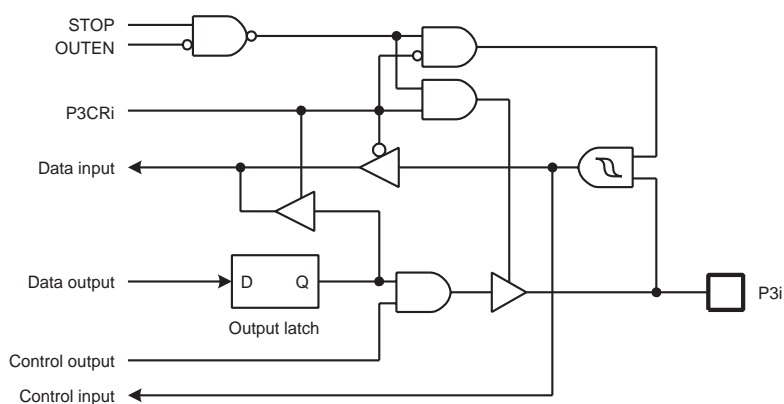 STOP
OUTEN
P3CRi
Data input
Data output
D Q
P3i
Output latch
Control output
Control input